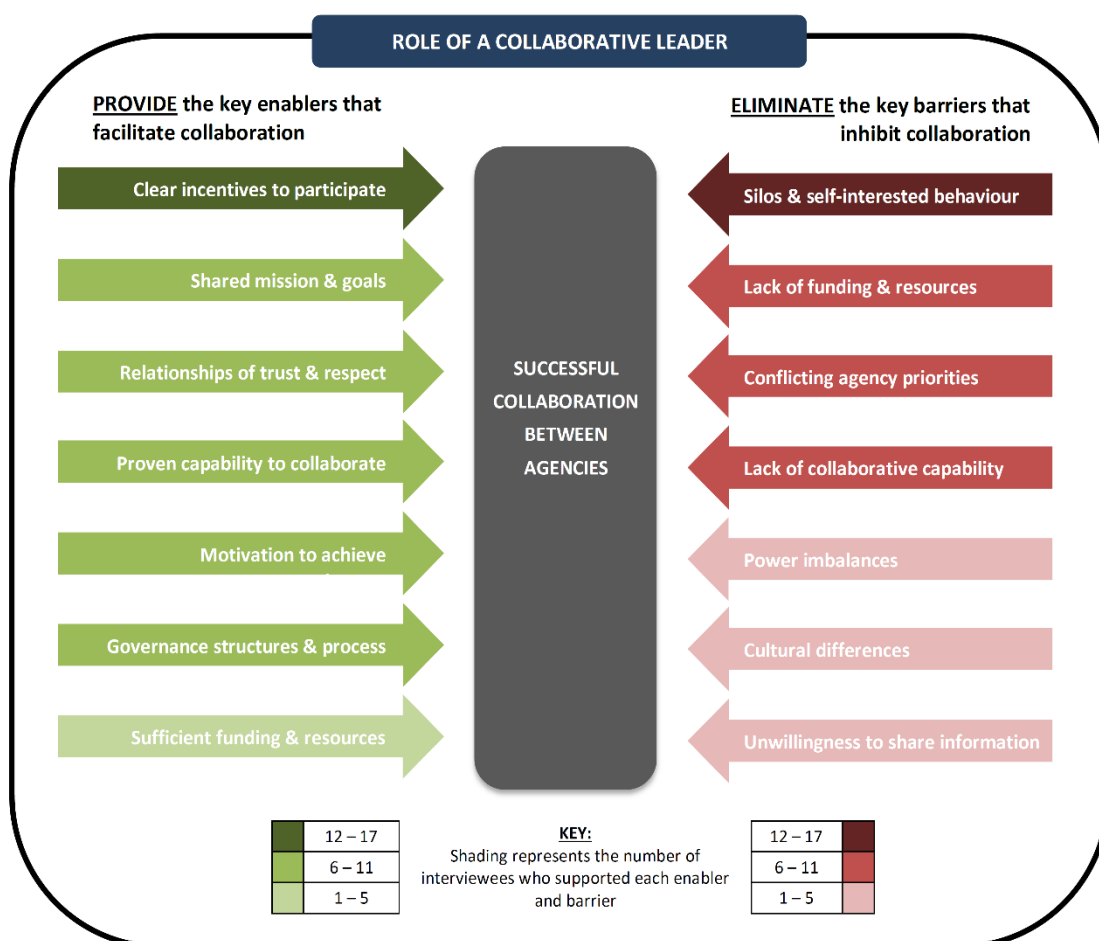 ROLE OF A COLLABORATIVE LEADER
PROVIDE the key enablers that
facilitate collaboration
ELIMINATE the key barriers that
inhibit collaboration
Clear incentives to participate
Shared mission & goals
Relationships of trust & respect
Proven capability to collaborate
Motivation to achieve
Governance structures & process
Sufficient funding & resources
SUCCESSFUL
COLLABORATION
BETWEEN
AGENCIES
Silos & self-interested behaviour
Lack of funding & resources
Conflicting agency priorities
Lack of collaborative capability
Power imbalances
Cultural differences
Unwillingness to share information
12 – 17
6 – 11
1 – 5
KEY:
Shading represents the number of
interviewees who supported each enabler
and barrier
12 – 17
6 – 11
1 – 5